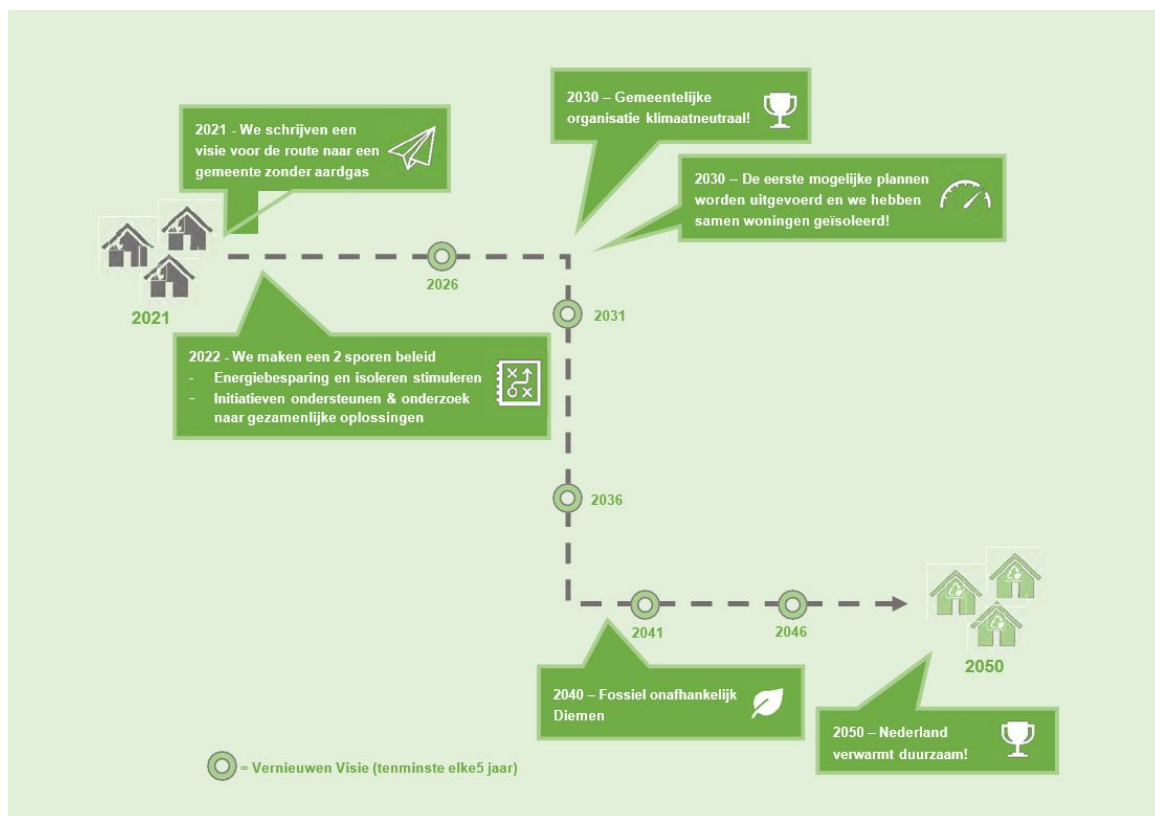 2021 - We schrijven een
visie voor de route naar een
gemeente zonder aardgas
2030 – Gemeentelijke
organisatie klimaatneutraal!
2030 – De eerste mogelijke plannen
worden uitgevoerd en we hebben
samen woningen geïsoleerd!
2021
2026
2031
2022 - We maken een 2 sporen beleid
- Energiebesparing en isoleren stimuleren
- Initiatieven ondersteunen & onderzoek
naar gezamenlijke oplossingen
2036
2041
2046
2050
2040 – Fossiel onafhankelijk
Diemen
2050 – Nederland
verwarmt duurzaam!
= Vernieuwen Visie (tenminste elke5 jaar)